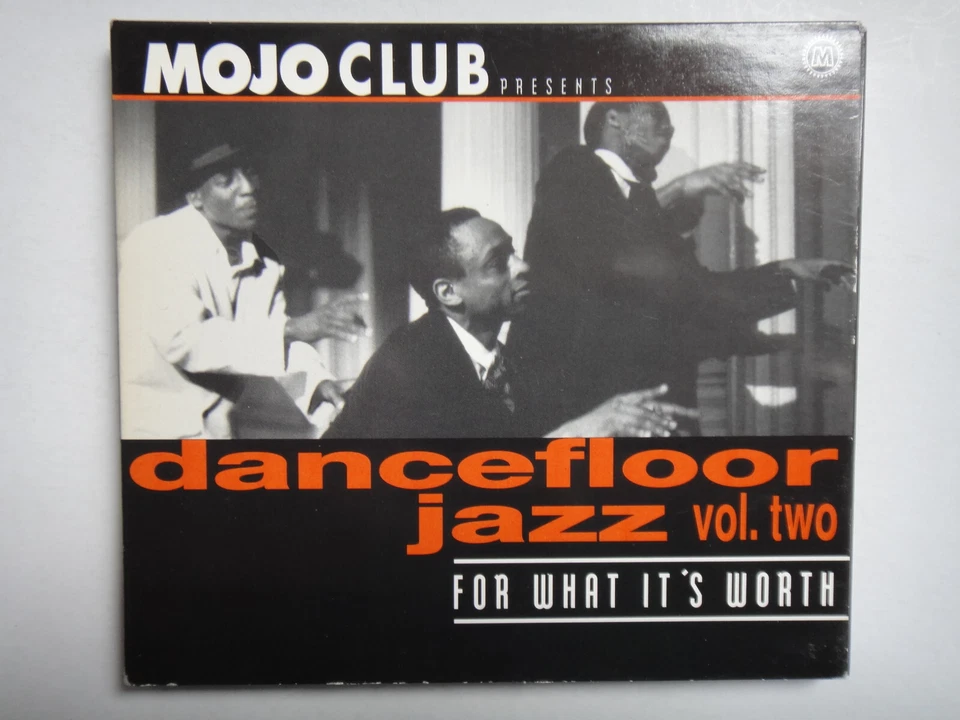 MOJO CLUB PRESENTS
M
dancefloor
jazz vol. two
FOR WHAT IT'S WORTH